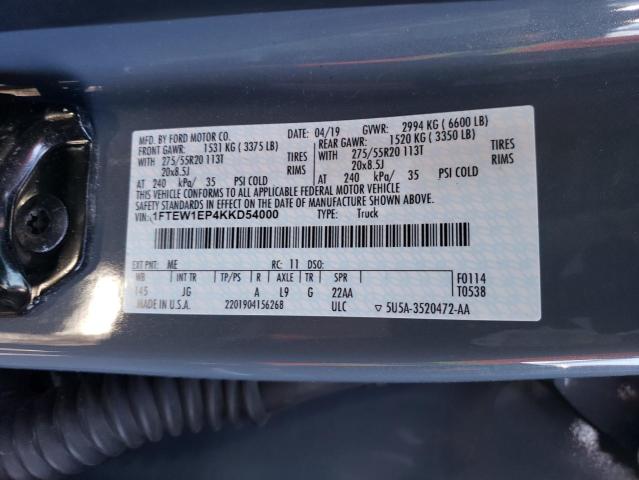 MFD. BY FORD MOTOR CO. DATE: 04/19 GVWR: 2994 KG ( 6600 LB)
FRONT GAWR: 1531 KG ( 3375 LB) REAR GAWR: 1520 KG ( 3350 LB)
WITH 275/55R20 113T TIRES WITH 275/55R20 113T TIRES
20x8.5J RIMS 20x8.5J RIMS
AT 240 kPa/ 35 PSI COLD AT 240 kPa/ 35 PSI COLD
THIS VEHICLE CONFORMS TO ALL APPLICABLE FEDERAL MOTOR VEHICLE
SAFETY STANDARDS IN EFFECT ON THE DATE OF MANUFACTURE SHOWN ABOVE.
VIN: 1FTEW1EP4KKD54000 TYPE: Truck
EXT PNT: ME RC: 11 DSO:
WB INT TR TP/PS R AXLE TR SPR F0114
145 JG A L9 G 22AA T0538
MADE IN U.S.A. 2201904156268 ULC ▽ 5U5A-3520472-AA